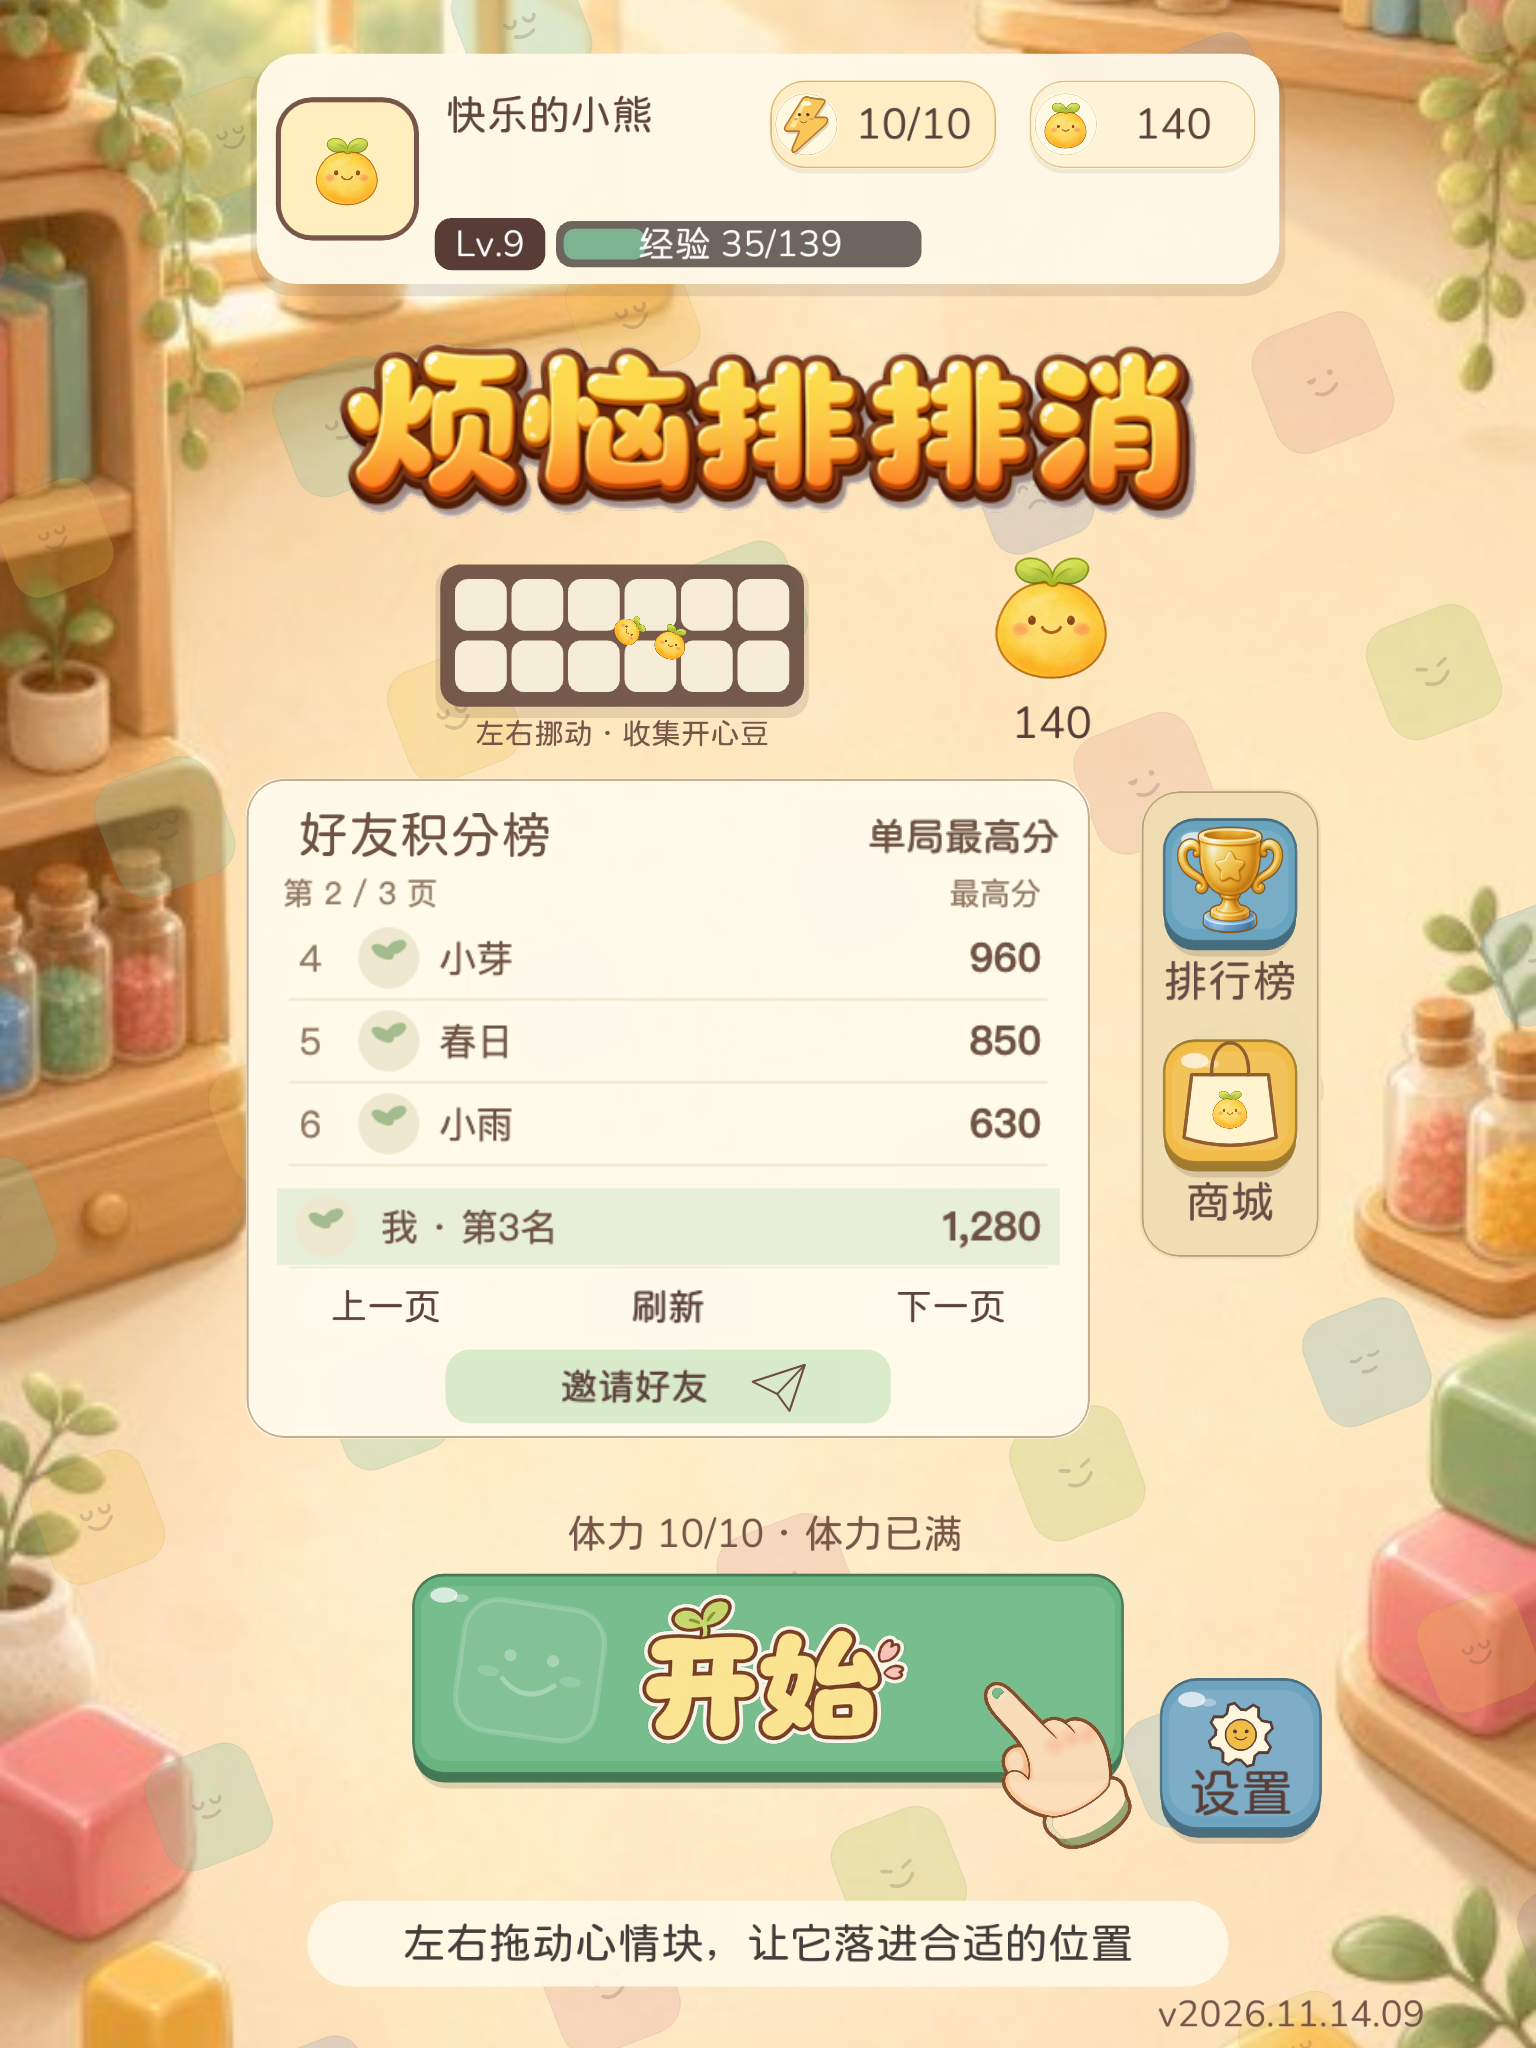 快乐的小熊
10/10
140
Lv.9
经验 35/139
烦恼排排消
左右挪动 · 收集开心豆
140
好友积分榜
单局最高分
第 2 / 3 页
最高分
4 小芽 960
5 春日 850
6 小雨 630
我 · 第3名 1,280
上一页 刷新 下一页
邀请好友
排行榜
商城
体力 10/10 · 体力已满
开始
设置
左右拖动心情块，让它落进合适的位置
v2026.11.14.09